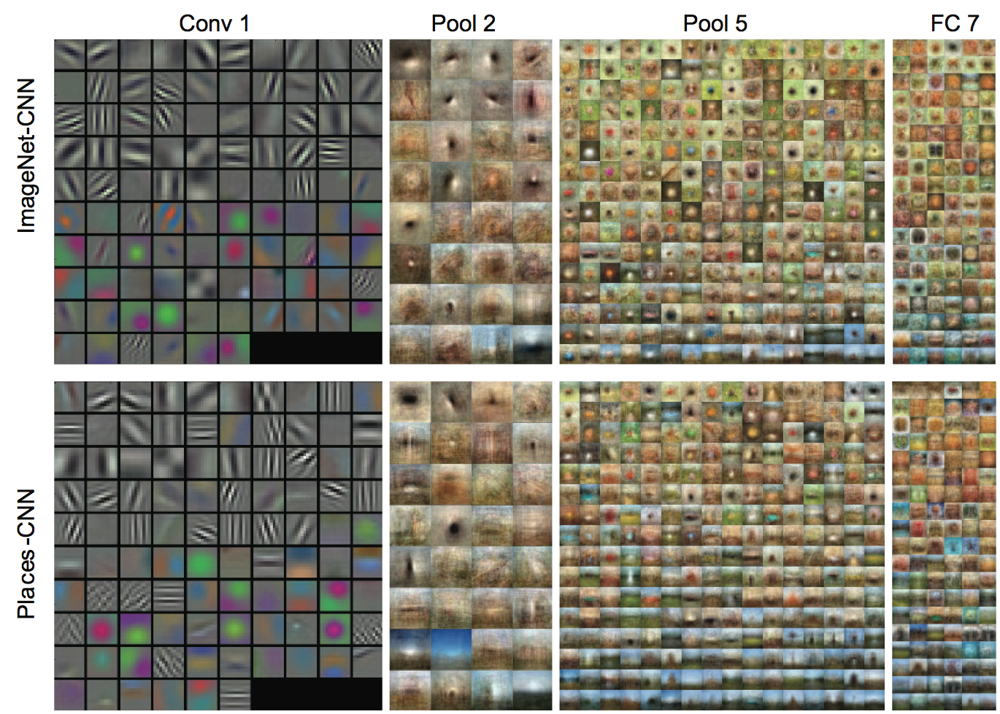 Conv 1
Pool 2
Pool 5
FC 7
ImageNet-CNN
Places -CNN